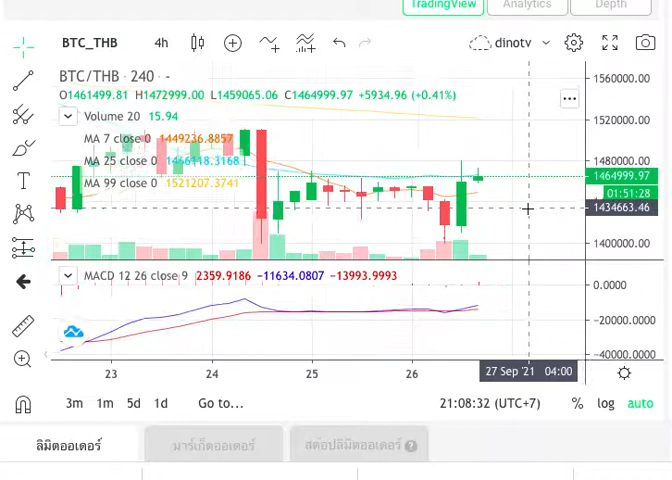 TradingView Analytics Depth
BTC_THB 4h dinotv
BTC/THB · 240 · -
O1461499.81 H1472999.00 L1459065.06 C1464999.97 +5934.96 (+0.41%)
Volume 20 15.94
MA 7 close 0 1449236.8857
MA 25 close 0 1466118.3168
MA 99 close 0 1521207.3741
1560000.00
1520000.00
1480000.00
1464999.97
01:51:28
1434663.46
1400000.00
MACD 12 26 close 9 2359.9186 −11634.0807 −13993.9993
0.0000
−20000.0000
−40000.0000
23 24 25 26 27 Sep '21 04:00
3m 1m 5d 1d Go to... 21:08:32 (UTC+7) % log auto
ลิมิตออเดอร์ มาร์เก็ตออเดอร์ สต๊อปลิมิตออเดอร์ ?